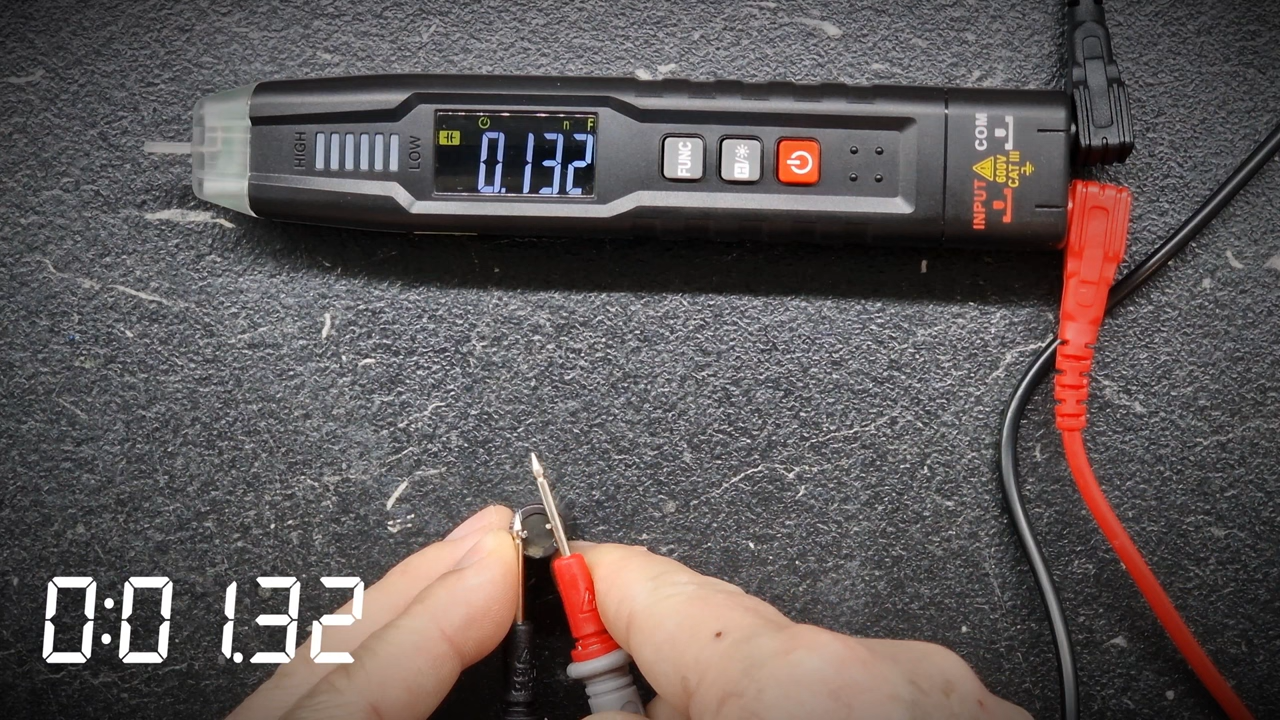 HIGH
LOW
n F
0.132
FUNC
H/☀
INPUT
COM
600V
CAT III
0:01.32